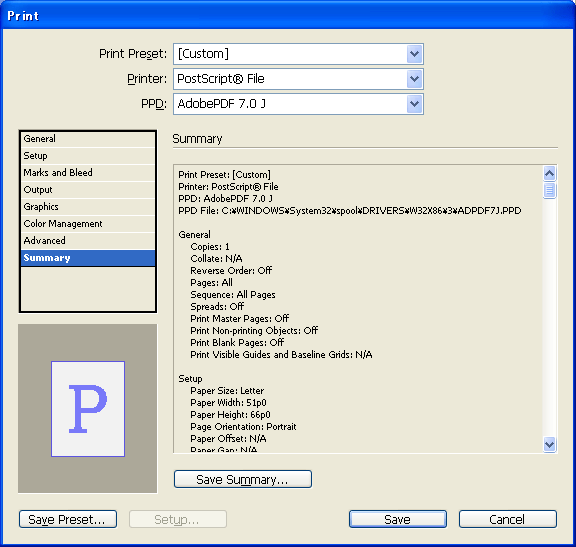 Print
Print Preset: [Custom]
Printer: PostScript® File
PPD: AdobePDF 7.0 J
General
Setup
Marks and Bleed
Output
Graphics
Color Management
Advanced
Summary
P
Summary
Print Preset: [Custom]
Printer: PostScript® File
PPD: AdobePDF 7.0 J
PPD File: C:¥WINDOWS¥System32¥spool¥DRIVERS¥W32X86¥3¥ADPDF7J.PPD
General
Copies: 1
Collate: N/A
Reverse Order: Off
Pages: All
Sequence: All Pages
Spreads: Off
Print Master Pages: Off
Print Non-printing Objects: Off
Print Blank Pages: Off
Print Visible Guides and Baseline Grids: N/A
Setup
Paper Size: Letter
Paper Width: 51p0
Paper Height: 66p0
Page Orientation: Portrait
Paper Offset: N/A
Paper Gap: N/A
Save Summary...
Save Preset...
Setup...
Save
Cancel